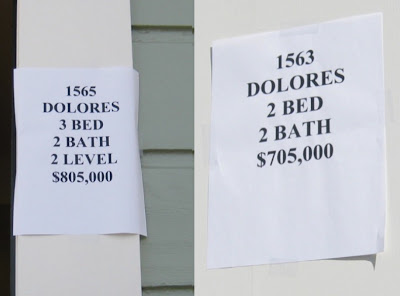 1565
DOLORES
3 BED
2 BATH
2 LEVEL
$805,000
1563
DOLORES
2 BED
2 BATH
$705,000